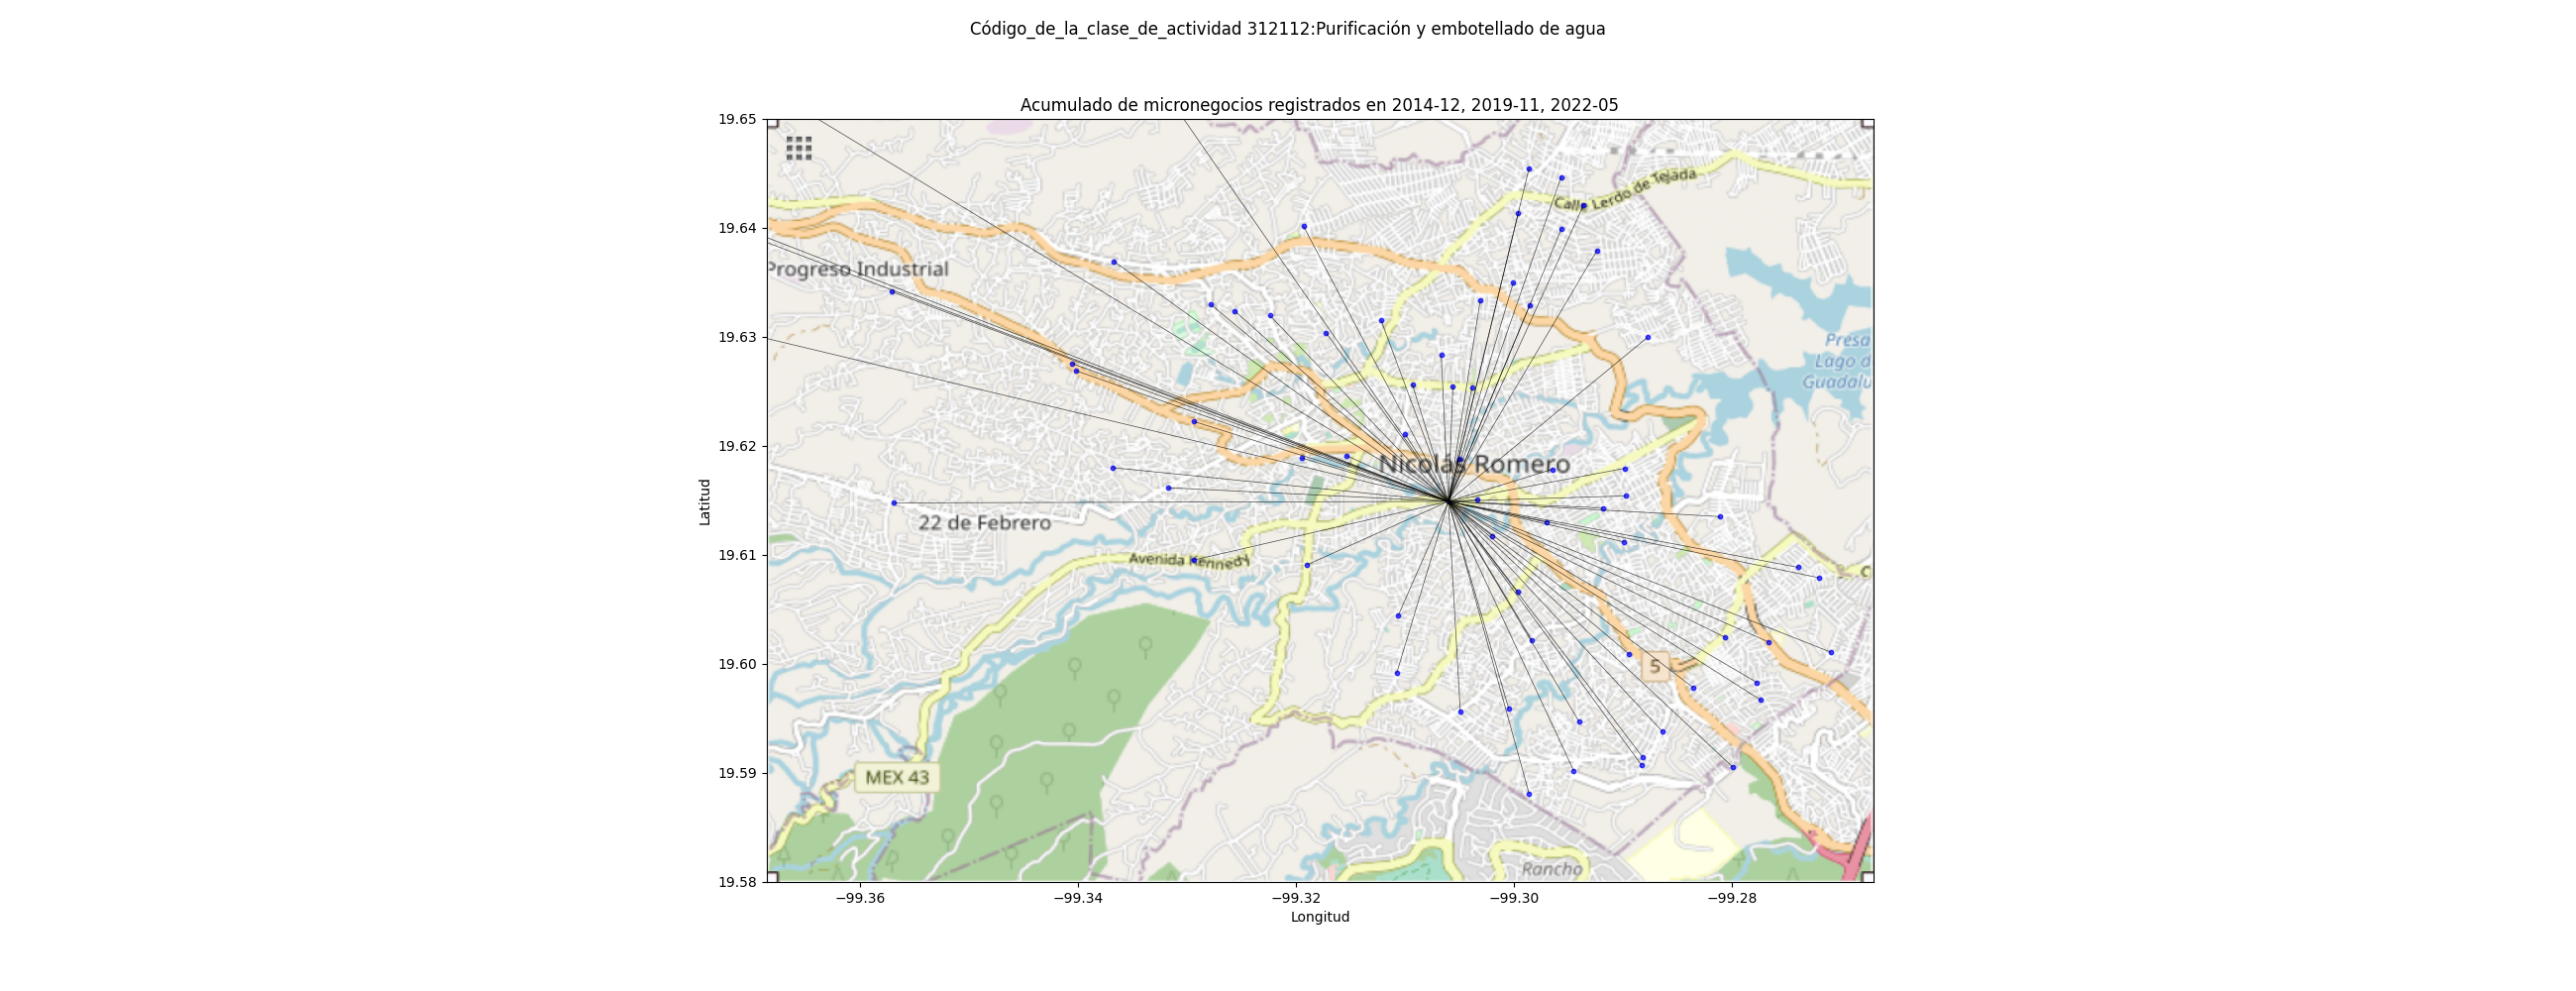 Código_de_la_clase_de_actividad 312112:Purificación y embotellado de agua
Acumulado de micronegocios registrados en 2014-12, 2019-11, 2022-05
19.65
19.64
19.63
19.62
19.61
19.60
19.59
19.58
Latitud
Calle Lerdo de Tejada
Progreso Industrial
Presa
Lago d
Guadalu
Nicolás Romero
22 de Febrero
Avenida Kennedy
C
5
MEX 43
Rancho
−99.36
−99.34
−99.32
−99.30
−99.28
Longitud